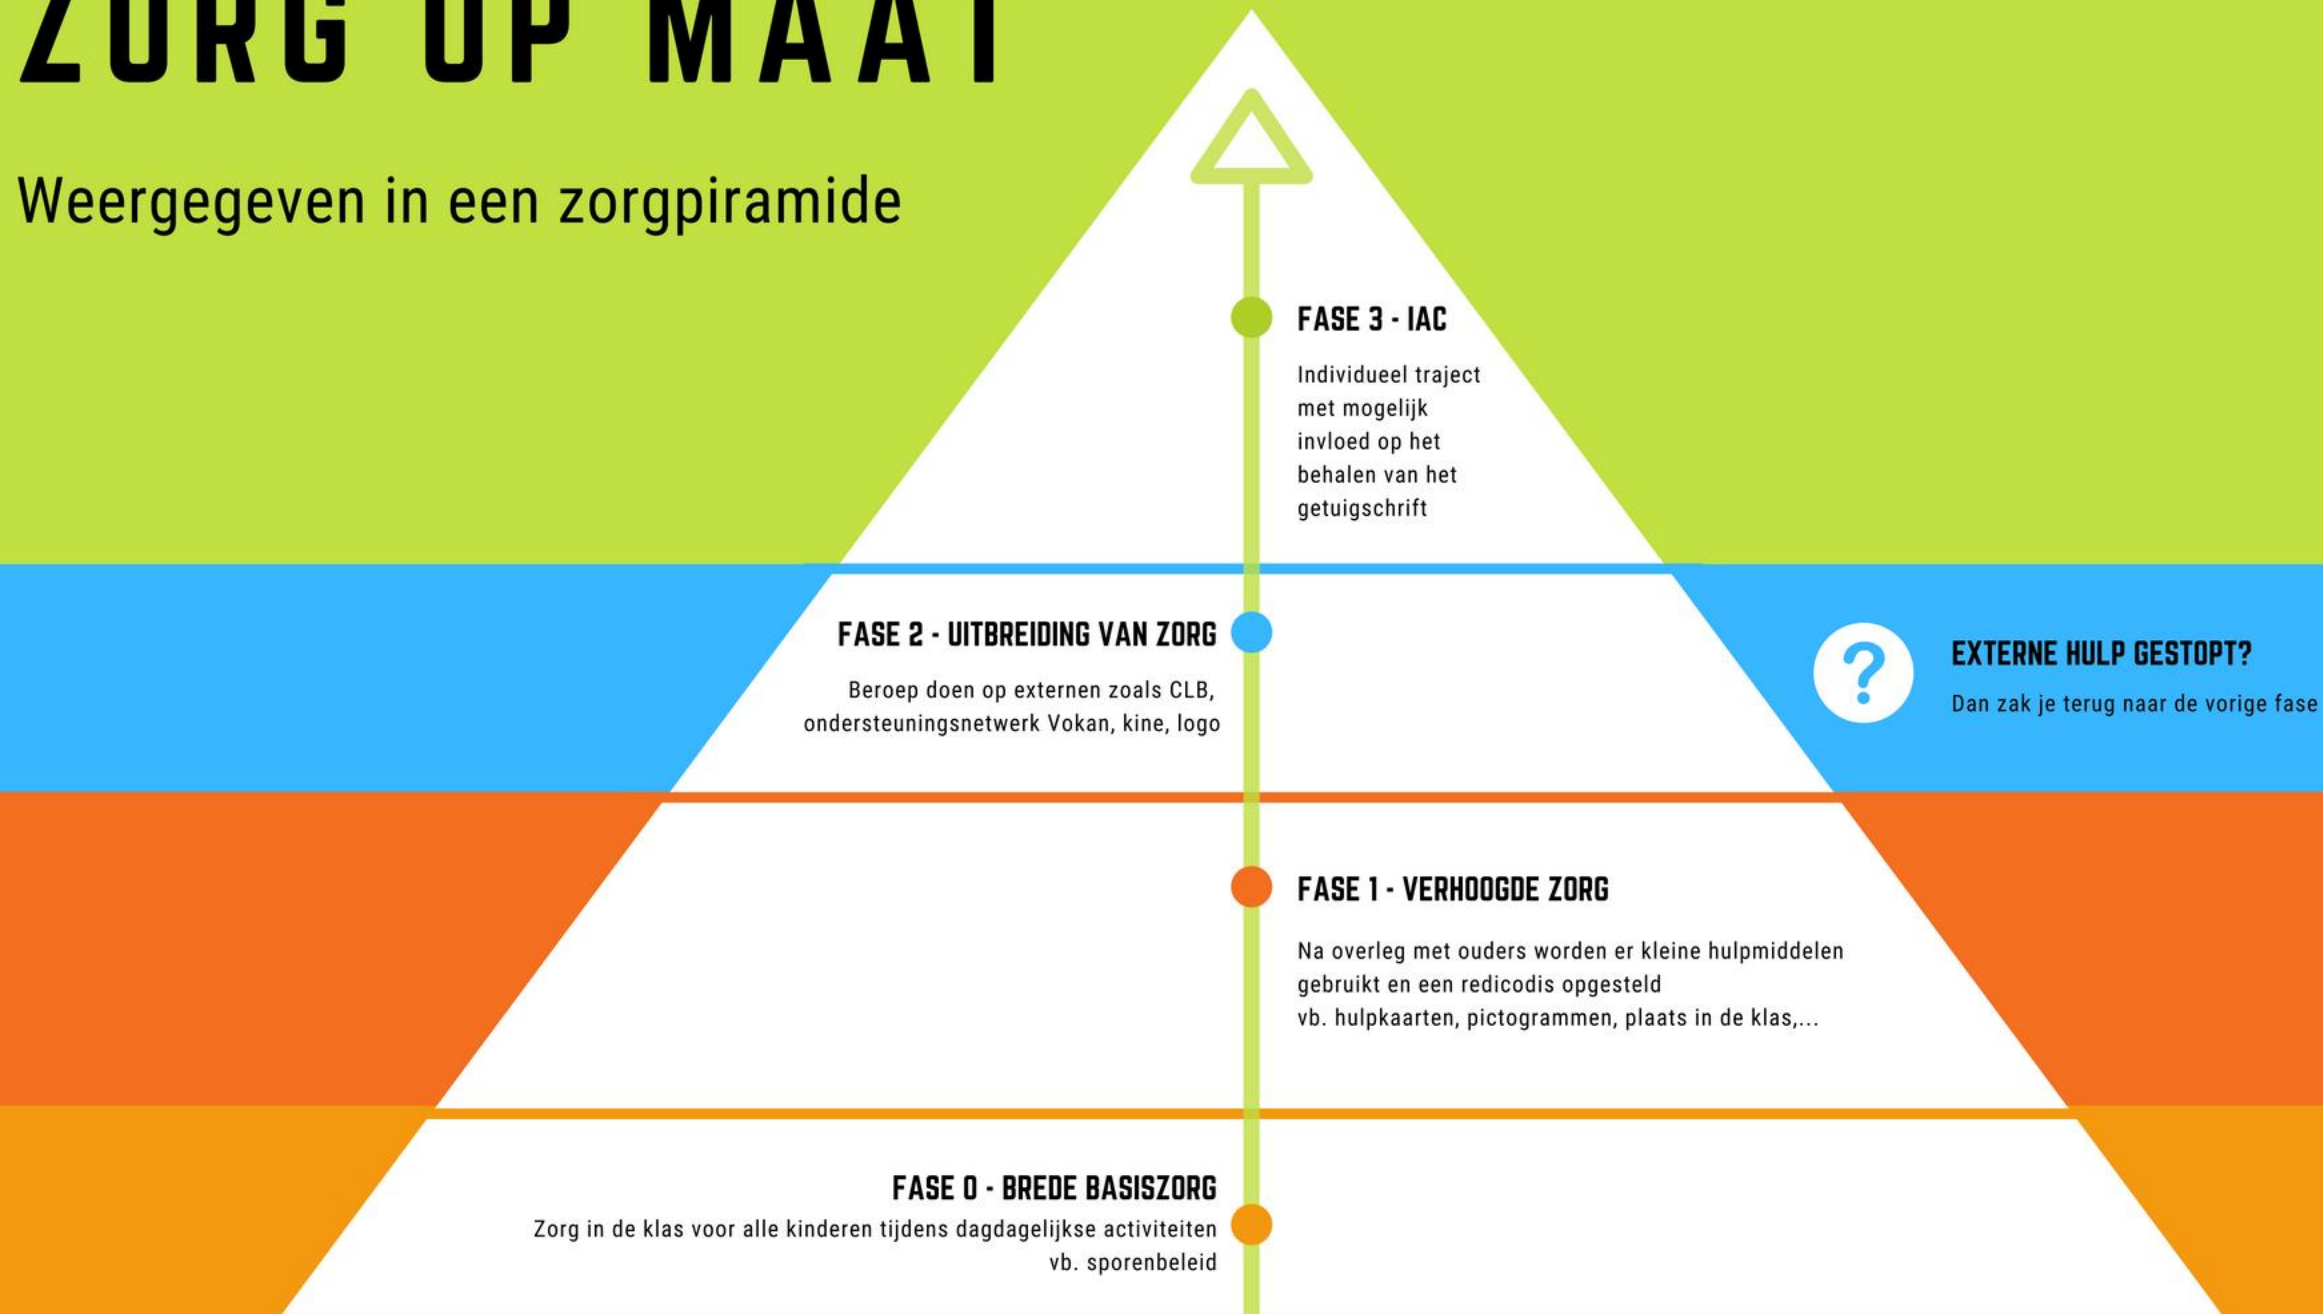 ZORG OP MAAT
Weergegeven in een zorgpiramide
FASE 3 - IAC
Individueel traject
met mogelijk
invloed op het
behalen van het
getuigschrift
FASE 2 - UITBREIDING VAN ZORG
Beroep doen op externen zoals CLB,
ondersteuningsnetwerk Vokan, kine, logo
EXTERNE HULP GESTOPT?
Dan zak je terug naar de vorige fase
FASE 1 - VERHOOGDE ZORG
Na overleg met ouders worden er kleine hulpmiddelen
gebruikt en een redicodis opgesteld
vb. hulpkaarten, pictogrammen, plaats in de klas,...
FASE 0 - BREDE BASISZORG
Zorg in de klas voor alle kinderen tijdens dagdagelijkse activiteiten
vb. sporenbeleid